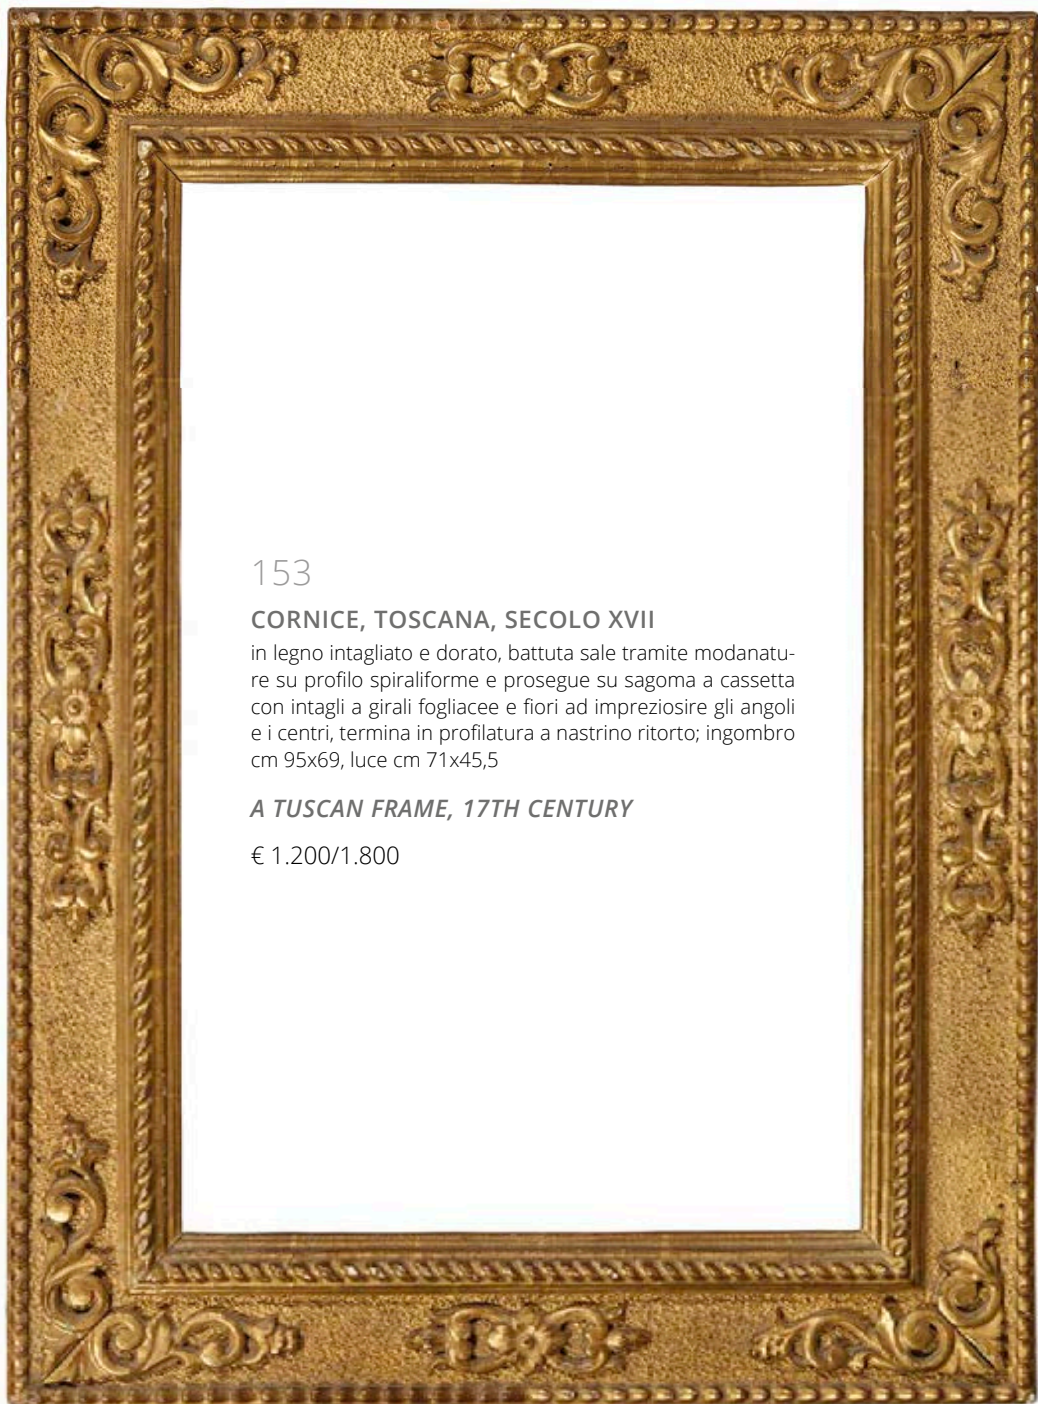 153
CORNICE, TOSCANA, SECOLO XVII
in legno intagliato e dorato, battuta sale tramite modanatu-
re su profilo spiraliforme e prosegue su sagoma a cassetta
con intagli a girali fogliacee e fiori ad impreziosire gli angoli
e i centri, termina in profilatura a nastrino ritorto; ingombro
cm 95x69, luce cm 71x45,5
A TUSCAN FRAME, 17TH CENTURY
€ 1.200/1.800